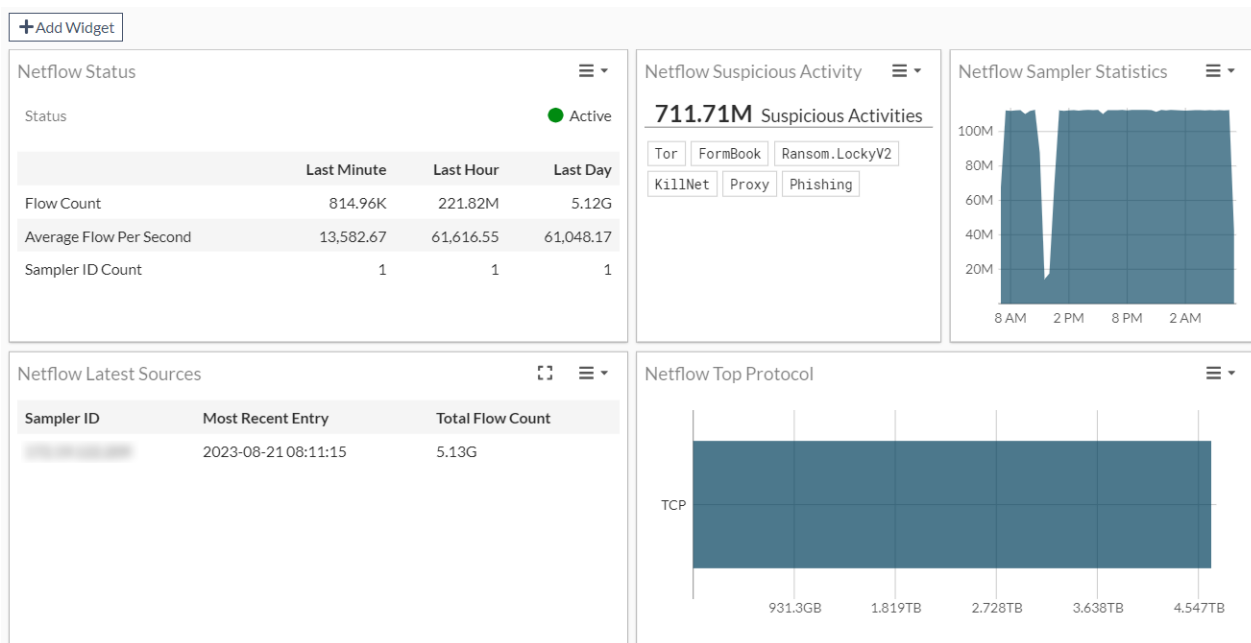 Add Widget
Netflow Status
Status Active
Last Minute Last Hour Last Day
Flow Count 814.96K 221.82M 5.12G
Average Flow Per Second 13,582.67 61,616.55 61,048.17
Sampler ID Count 1 1 1
Netflow Suspicious Activity
711.71M Suspicious Activities
Tor FormBook Ransom.LockyV2
KillNet Proxy Phishing
Netflow Sampler Statistics
100M
80M
60M
40M
20M
8 AM 2 PM 8 PM 2 AM
Netflow Latest Sources
Sampler ID Most Recent Entry Total Flow Count
2023-08-21 08:11:15 5.13G
Netflow Top Protocol
TCP
931.3GB 1.819TB 2.728TB 3.638TB 4.547TB